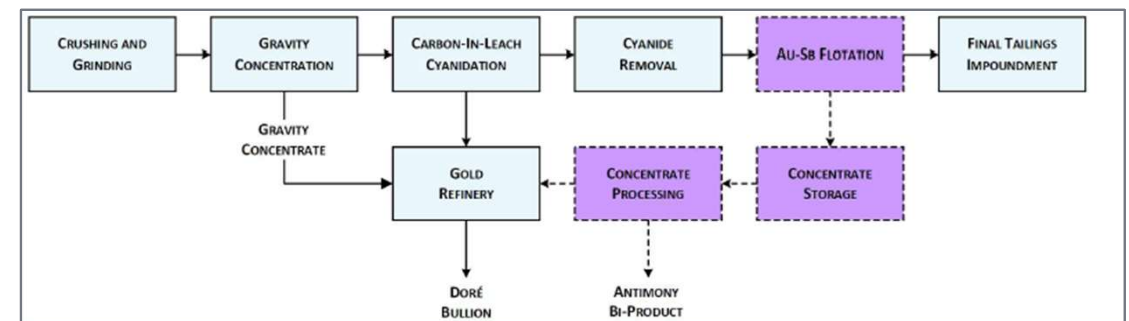 CRUSHING AND
GRINDING
GRAVITY
CONCENTRATION
CARBON-IN-LEACH
CYANIDATION
CYANIDE
REMOVAL
AU-SB FLOTATION
FINAL TAILINGS
IMPOUNDMENT
GRAVITY
CONCENTRATE
GOLD
REFINERY
CONCENTRATE
PROCESSING
CONCENTRATE
STORAGE
DORÉ
BULLION
ANTIMONY
BI-PRODUCT